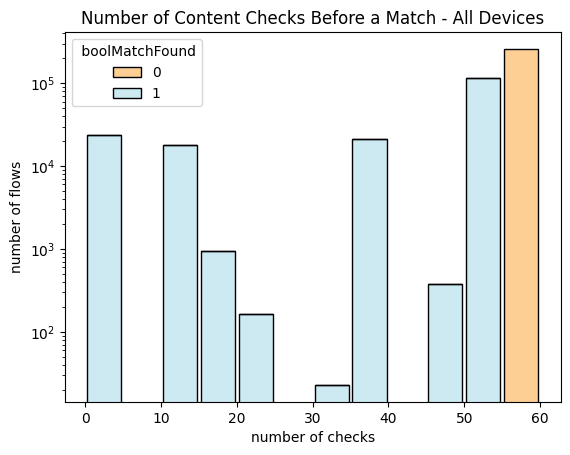 Number of Content Checks Before a Match - All Devices
boolMatchFound
0
1
10^5
10^4
10^3
10^2
number of flows
0 10 20 30 40 50 60
number of checks